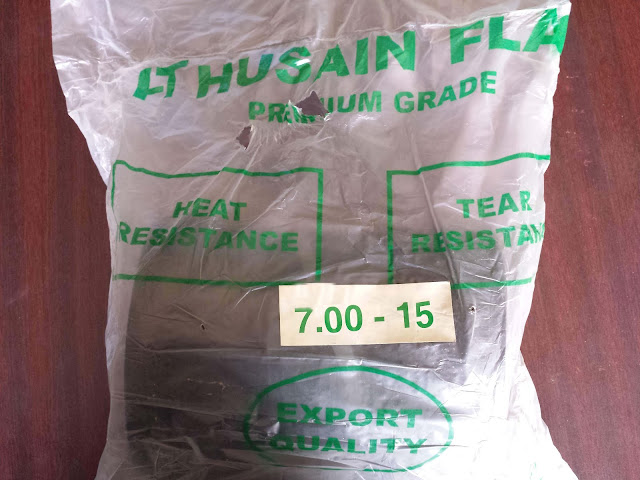 LT HUSAIN FLA
PREMIUM GRADE
HEAT
RESISTANCE
TEAR
RESISTAN
7.00 - 15
EXPORT
QUALITY